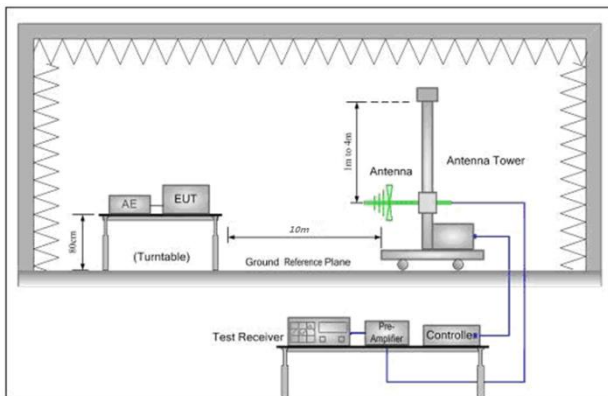 1m to 4m
Antenna
Antenna Tower
AE
EUT
80cm
(Turntable)
10m
Ground Reference Plane
Test Receiver
Pre-
Amplifier
Controller